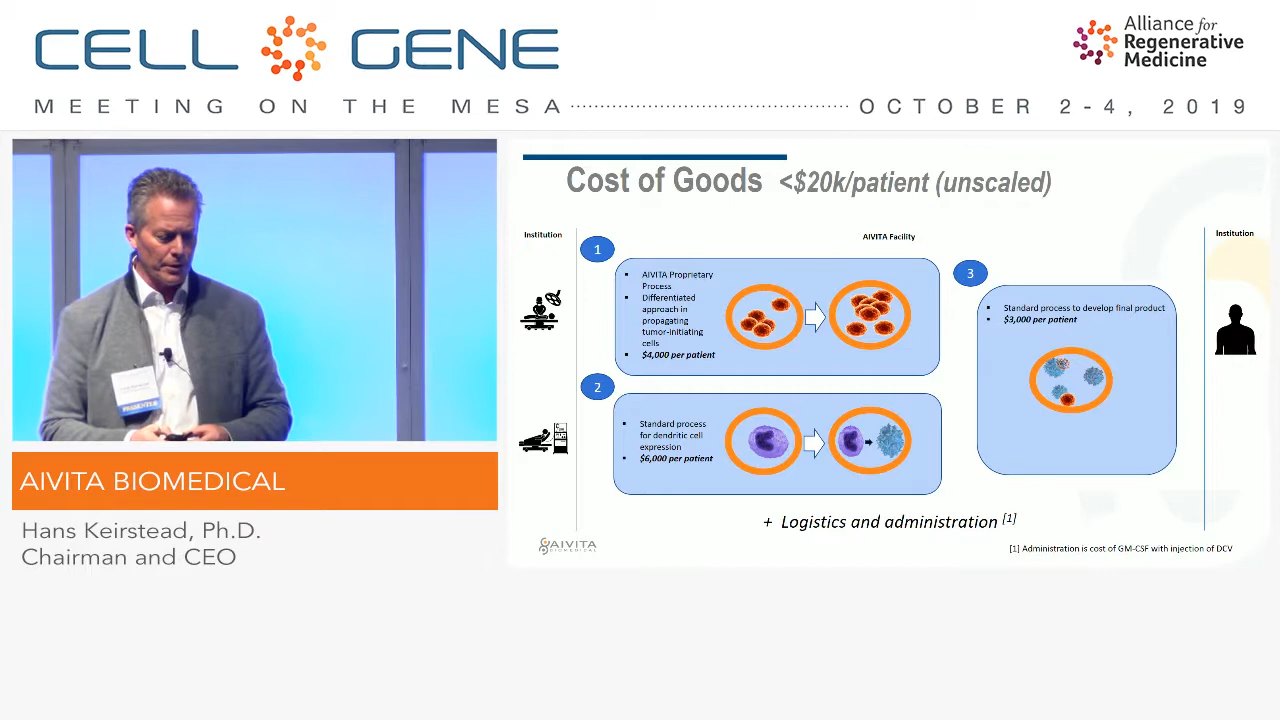 CELL GENE
Alliance for
Regenerative
Medicine
MEETING ON THE MESA
OCTOBER 2-4, 2019
Cost of Goods <$20k/patient (unscaled)
Institution
AIVITA Facility
Institution
1
▪ AIVITA Proprietary
Process
▪ Differentiated
approach in
propagating
tumor-initiating
cells
▪ $4,000 per patient
2
▪ Standard process
for dendritic cell
expression
▪ $6,000 per patient
3
▪ Standard process to develop final product
▪ $3,000 per patient
+ Logistics and administration [1]
AIVITA
BIOMEDICAL
[1] Administration is cost of GM-CSF with injection of DCV
PRESENTER
AIVITA BIOMEDICAL
Hans Keirstead, Ph.D.
Chairman and CEO